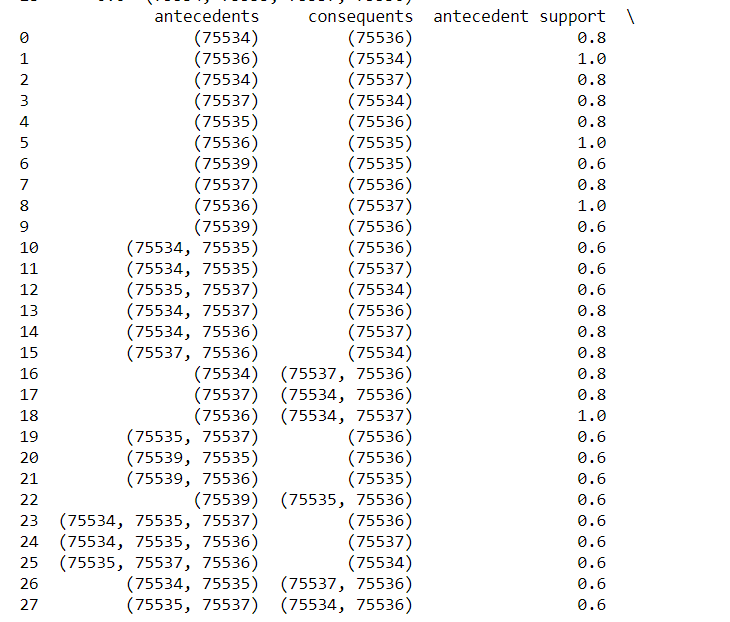 antecedents consequents antecedent support \
0 (75534) (75536) 0.8
1 (75536) (75534) 1.0
2 (75534) (75537) 0.8
3 (75537) (75534) 0.8
4 (75535) (75536) 0.8
5 (75536) (75535) 1.0
6 (75539) (75535) 0.6
7 (75537) (75536) 0.8
8 (75536) (75537) 1.0
9 (75539) (75536) 0.6
10 (75534, 75535) (75536) 0.6
11 (75534, 75535) (75537) 0.6
12 (75535, 75537) (75534) 0.6
13 (75534, 75537) (75536) 0.8
14 (75534, 75536) (75537) 0.8
15 (75537, 75536) (75534) 0.8
16 (75534) (75537, 75536) 0.8
17 (75537) (75534, 75536) 0.8
18 (75536) (75534, 75537) 1.0
19 (75535, 75537) (75536) 0.6
20 (75539, 75535) (75536) 0.6
21 (75539, 75536) (75535) 0.6
22 (75539) (75535, 75536) 0.6
23 (75534, 75535, 75537) (75536) 0.6
24 (75534, 75535, 75536) (75537) 0.6
25 (75535, 75537, 75536) (75534) 0.6
26 (75534, 75535) (75537, 75536) 0.6
27 (75535, 75537) (75534, 75536) 0.6